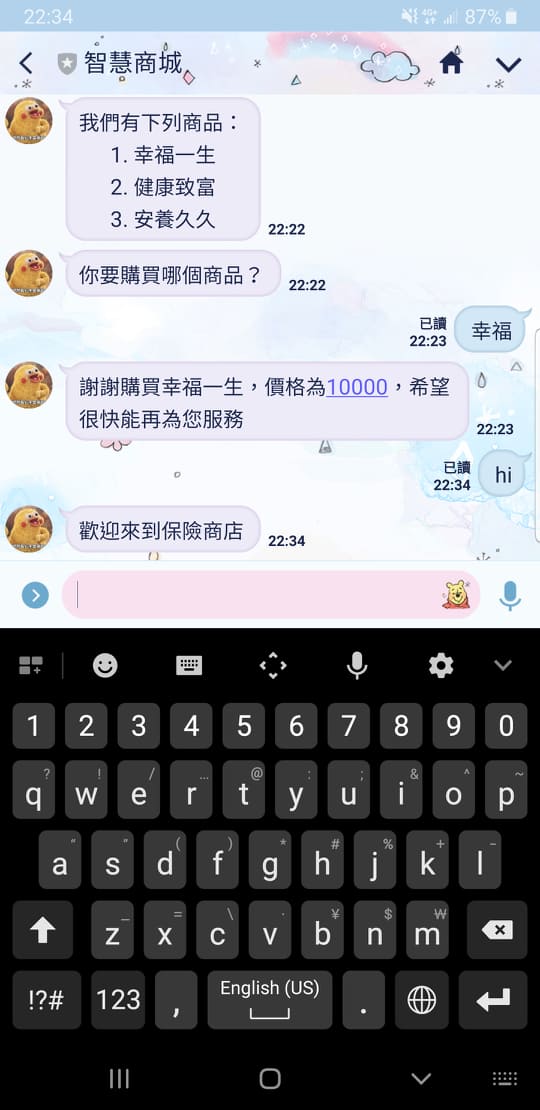 22:34
4G+
87%
智慧商城
我們有下列商品：
1. 幸福一生
2. 健康致富
3. 安養久久
22:22
你要購買哪個商品？
22:22
已讀
22:23
幸福
謝謝購買幸福一生，價格為10000，希望
很快能再為您服務
22:23
已讀
22:34
hi
歡迎來到保險商店
22:34
1 2 3 4 5 6 7 8 9 0
? ! / … @ : ; & ^ ~
q w e r t y u i o p
“ ” ( ) * # % + -
a s d f g h j k l
_ = \ · ¥ $ ₩
z x c v b n m
!?# 123 , English (US) .